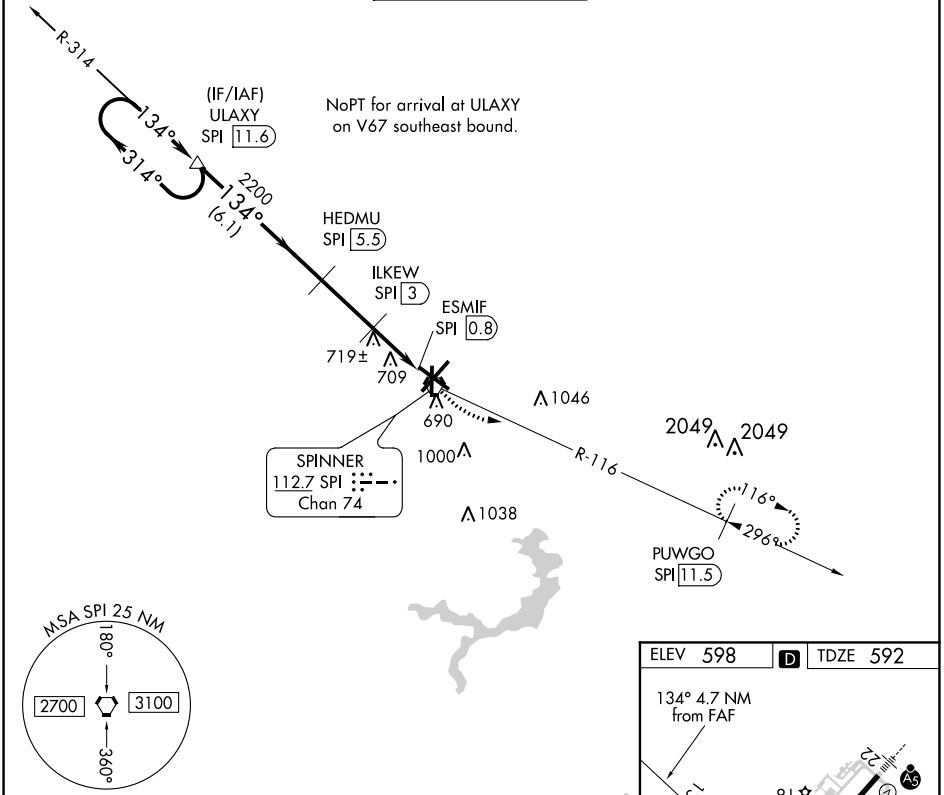 R-314
(IF/IAF)
ULAXY
SPI 11.6
NoPT for arrival at ULAXY
on V67 southeast bound.
134°
314°
2200
134°
(6.1)
HEDMU
SPI 5.5
ILKEW
SPI 3
ESMIF
SPI 0.8
719±
709
690
1046
2049
2049
1000
R-116
SPINNER
112.7 SPI
Chan 74
1038
116°
296°
PUWGO
SPI 11.5
MSA SPI 25 NM
180°
2700
3100
360°
ELEV 598
D
TDZE 592
134° 4.7 NM
from FAF
22
A5